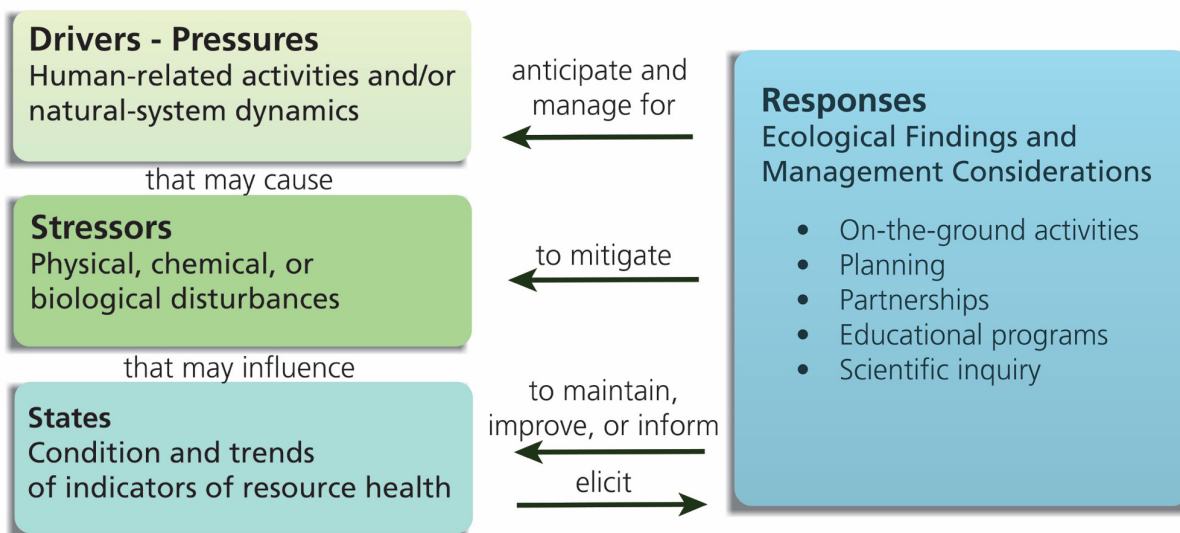 Drivers - Pressures
Human-related activities and/or
natural-system dynamics
that may cause
Stressors
Physical, chemical, or
biological disturbances
that may influence
States
Condition and trends
of indicators of resource health
anticipate and
manage for
to mitigate
to maintain,
improve, or inform
elicit
Responses
Ecological Findings and
Management Considerations
• On-the-ground activities
• Planning
• Partnerships
• Educational programs
• Scientific inquiry